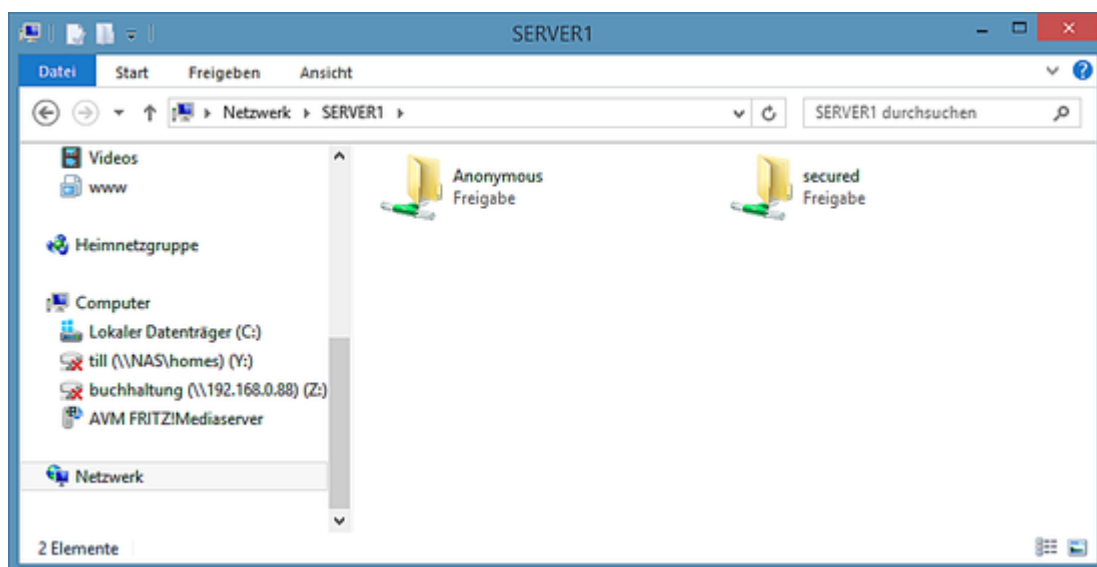 SERVER1
Datei Start Freigeben Ansicht
Netzwerk SERVER1
SERVER1 durchsuchen
Videos
www
Heimnetzgruppe
Computer
Lokaler Datenträger (C:)
till (\\NAS\homes) (Y:)
buchhaltung (\\192.168.0.88) (Z:)
AVM FRITZ!Mediaserver
Netzwerk
Anonymous
Freigabe
secured
Freigabe
2 Elemente